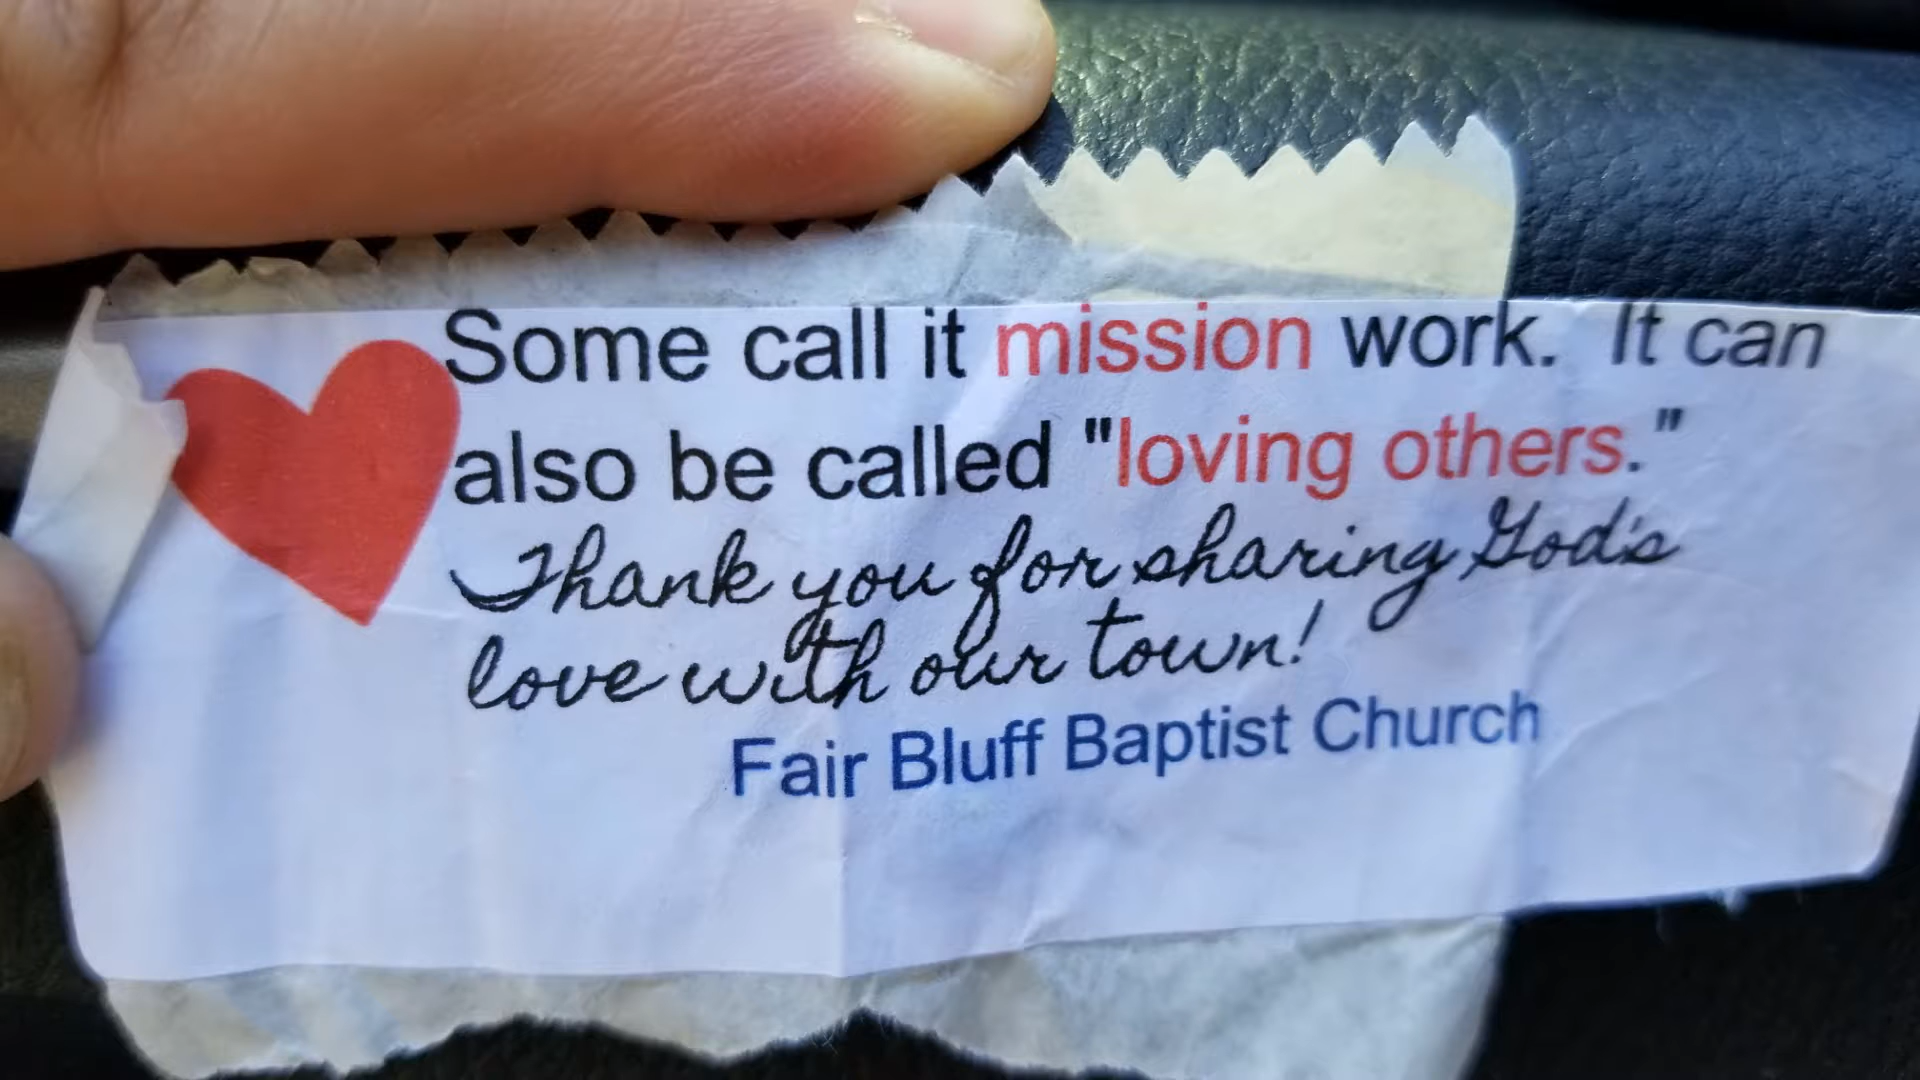 Some call it mission work. It can
also be called "loving others."
Thank you for sharing God's
love with our town!
Fair Bluff Baptist Church